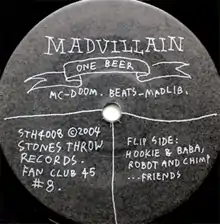 MADVILLAIN
ONE BEER
MC-DOOM. BEATS-MADLIB.
STH4008 ©2004
STONES THROW
RECORDS.
FAN CLUB 45
#8.
FLIP SIDE:
HOOKIE & BABA,
ROBOT AND CHIMP
...FRIENDS